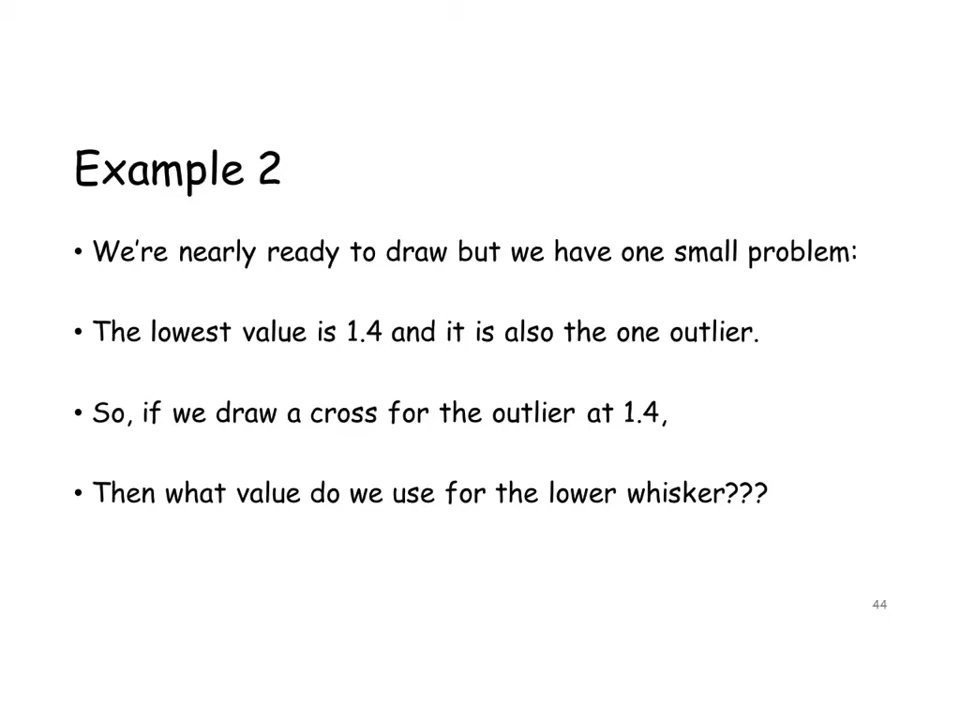 Example 2
• We’re nearly ready to draw but we have one small problem:
• The lowest value is 1.4 and it is also the one outlier.
• So, if we draw a cross for the outlier at 1.4,
• Then what value do we use for the lower whisker???
44